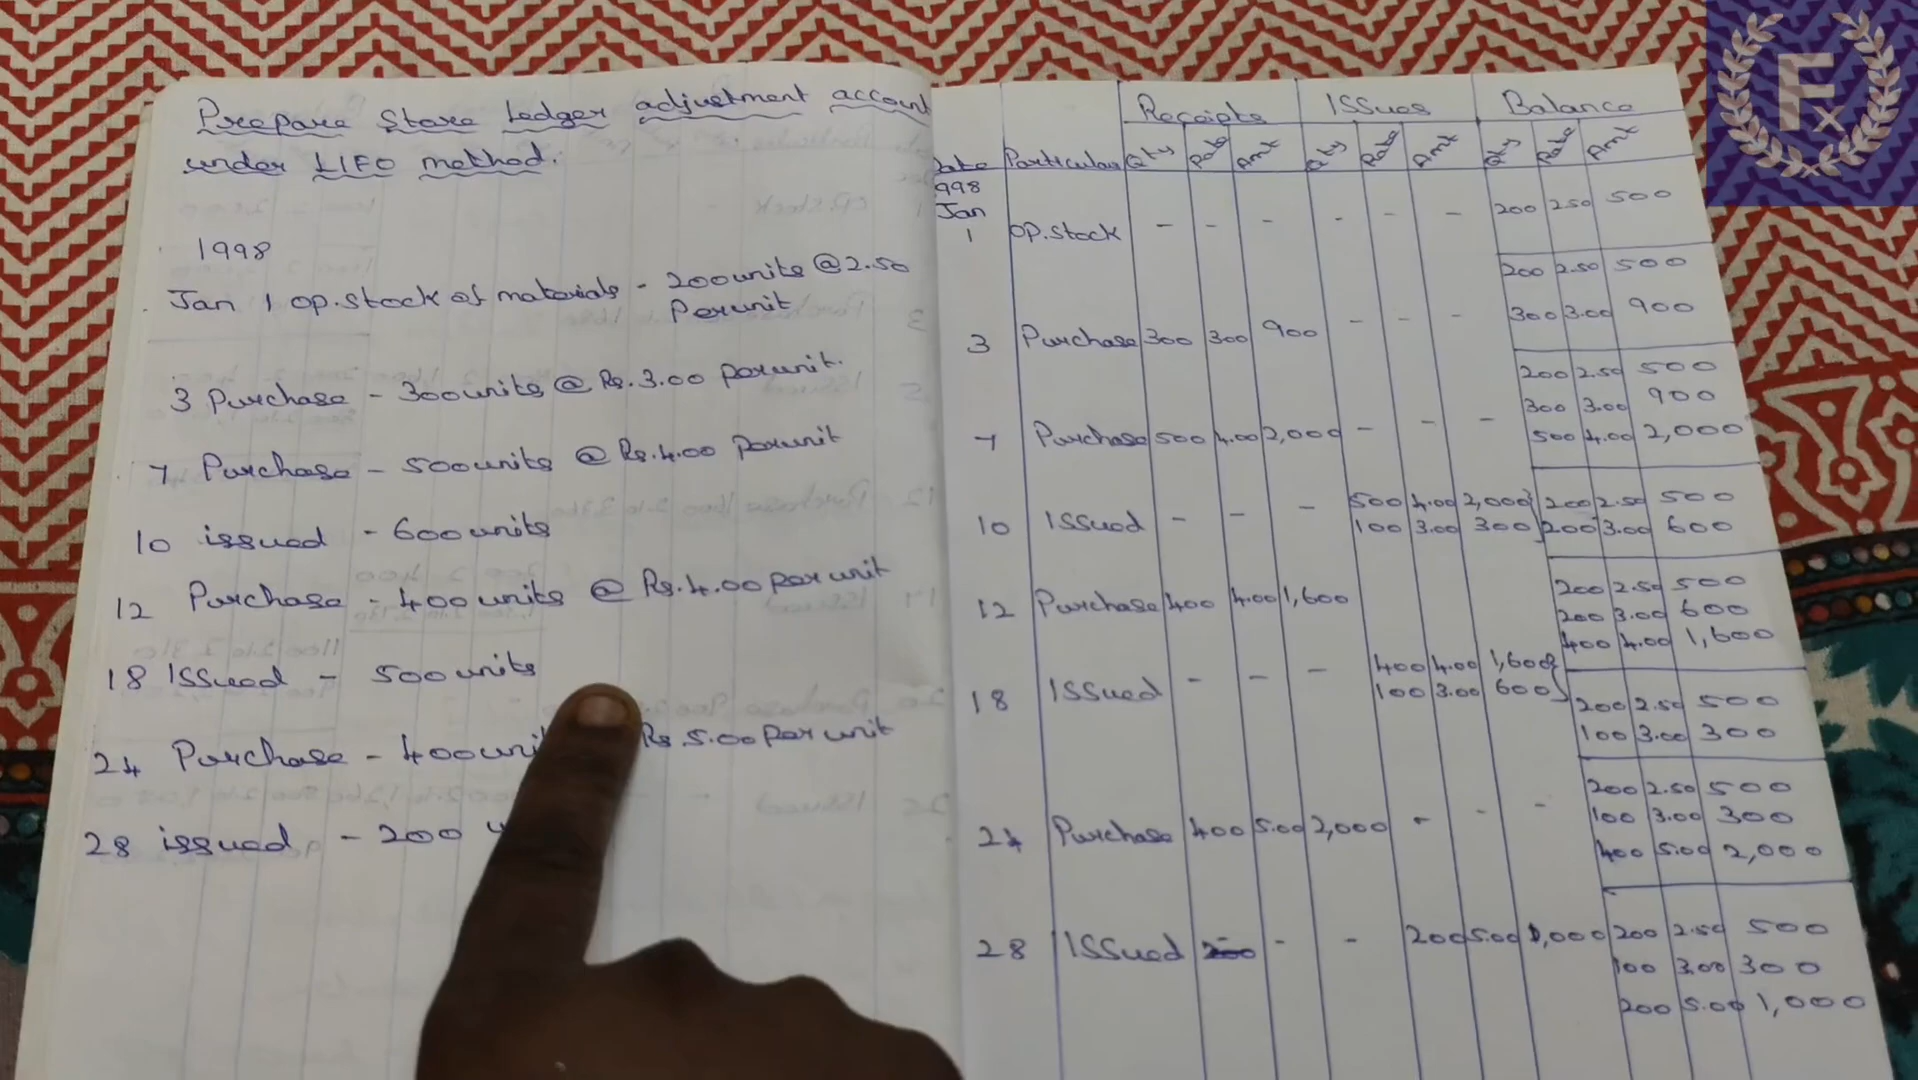 Prepare Store Ledger adjustment account
under LIFO method.
1998
Jan 1 op.stock of materials - 200 units @ 2.50
Per unit
3 Purchase - 300 units @ Rs. 3.00 per unit.
7 Purchase - 500 units @ Rs. 4.00 per unit
10 issued - 600 units
12 Purchase - 400 units @ Rs. 4.00 per unit
18 Issued - 500 units
24 Purchase - 400 unit Rs 5.00 per unit
28 issued - 200 u
Receipts Issues Balance
Date Particular Qty Rate Amt Qty Rate Amt Qty Rate Amt
998
Jan
1 op.stock - - - - - - 200 250 500
200 2.50 500
300 3.00 900
3 Purchase 300 300 900 - - -
200 2.50 500
300 3.00 900
7 Purchase 500 4.00 2,000 - - - 500 4.00 2,000
10 Issued - - - 500 4.00 2,000 200 2.50 500
100 3.00 300 200 3.00 600
200 2.50 500
12 Purchase 400 4.00 1,600 200 3.00 600
400 4.00 1,600
18 Issued - - - 400 4.00 1,600
100 3.00 600 200 2.50 500
100 3.00 300
200 2.50 500
24 Purchase 400 5.00 2,000 - - - 100 3.00 300
400 5.00 2,000
28 Issued - - 200 5.00 1,000 200 2.50 500
100 3.00 300
200 5.00 1,000
Fx